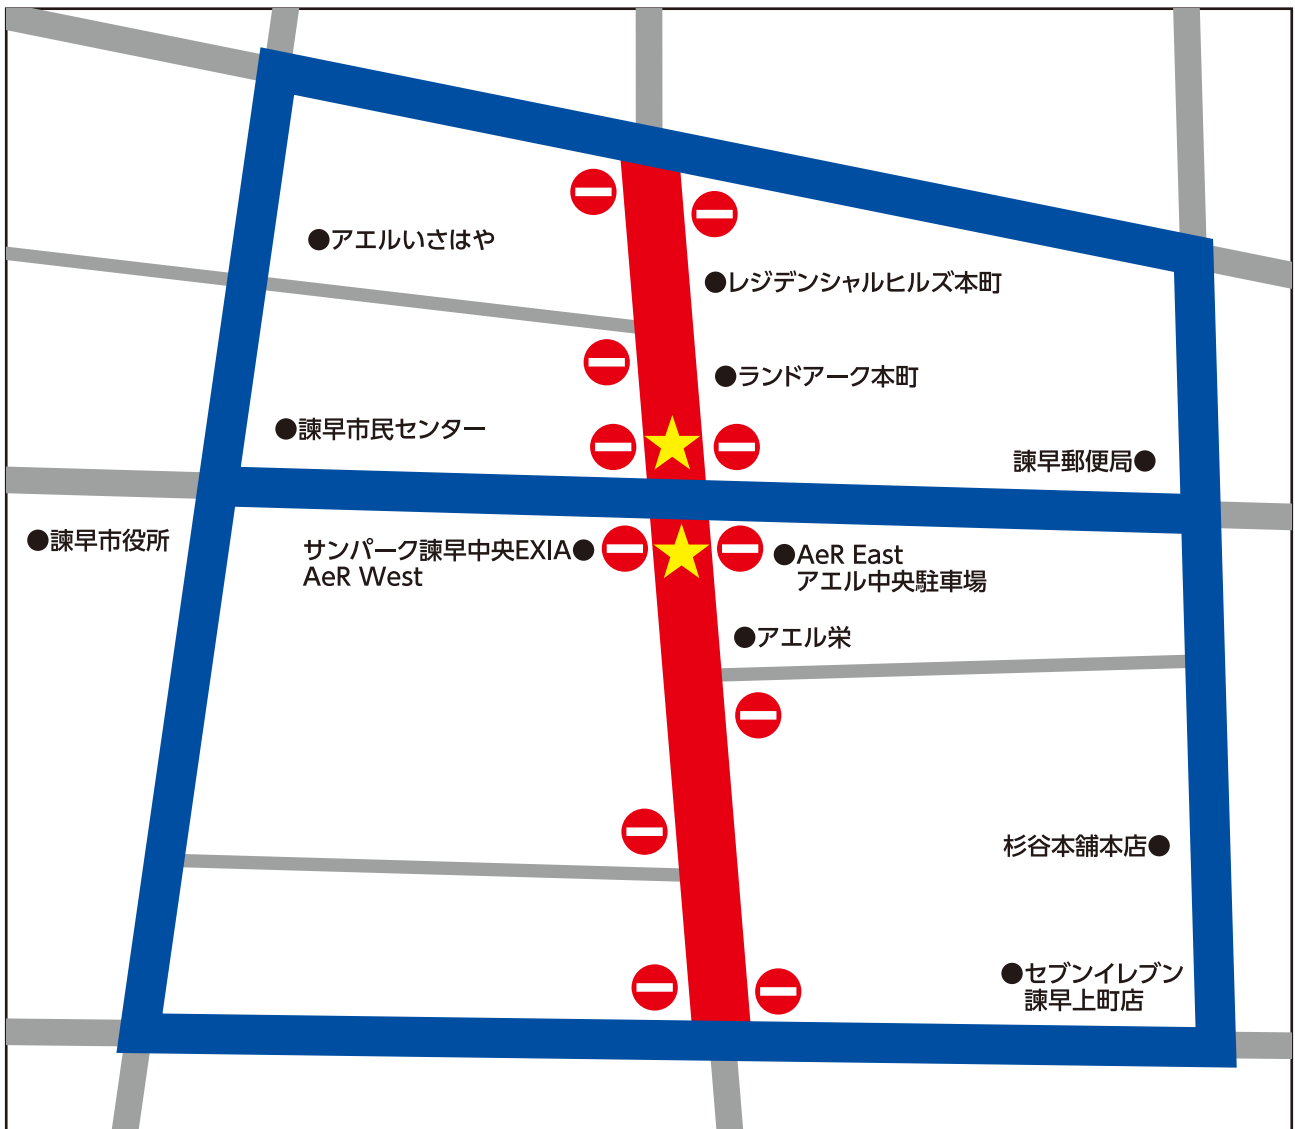 ●アエルいさはや
●レジデンシャルヒルズ本町
●ランドアーク本町
●諫早市民センター
諫早郵便局●
●諫早市役所
サンパーク諫早中央EXIA●
AeR West
●AeR East
アエル中央駐車場
●アエル栄
杉谷本舗本店●
●セブンイレブン
諫早上町店